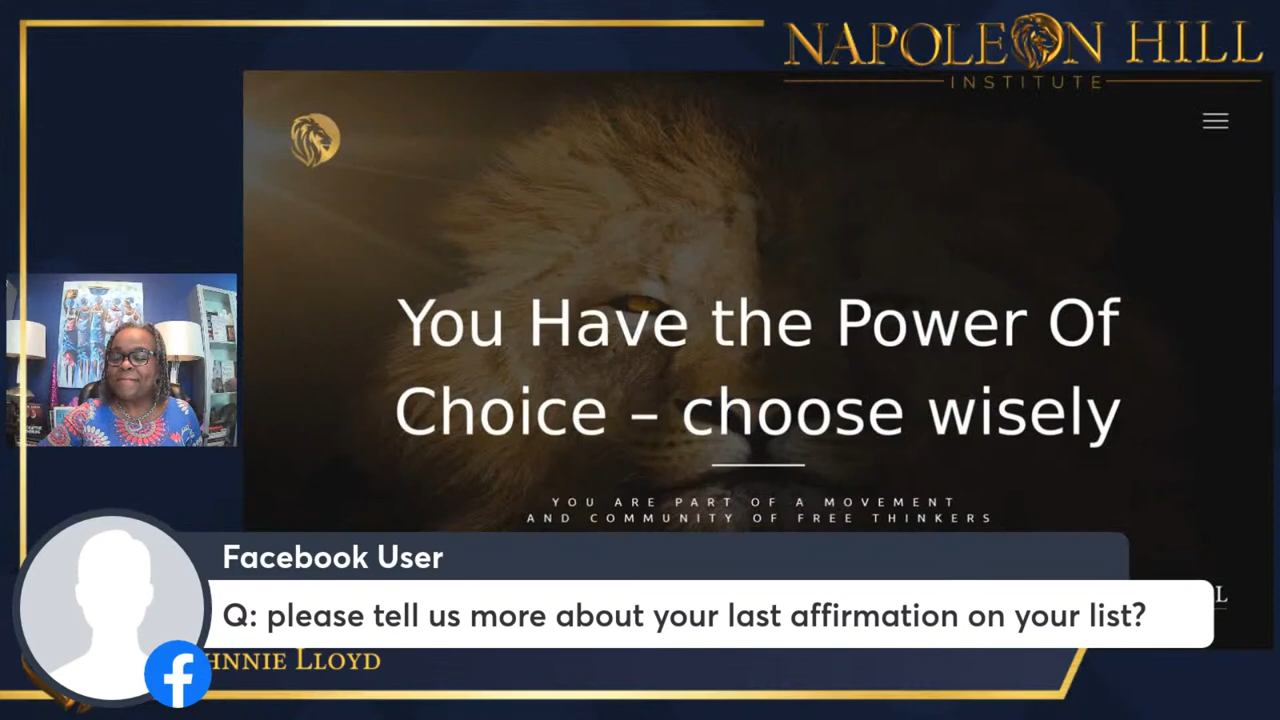 NAPOLEON HILL
INSTITUTE
You Have the Power Of
Choice – choose wisely
YOU ARE PART OF A MOVEMENT
AND COMMUNITY OF FREE THINKERS
Facebook User
Q: please tell us more about your last affirmation on your list?
LLOYD